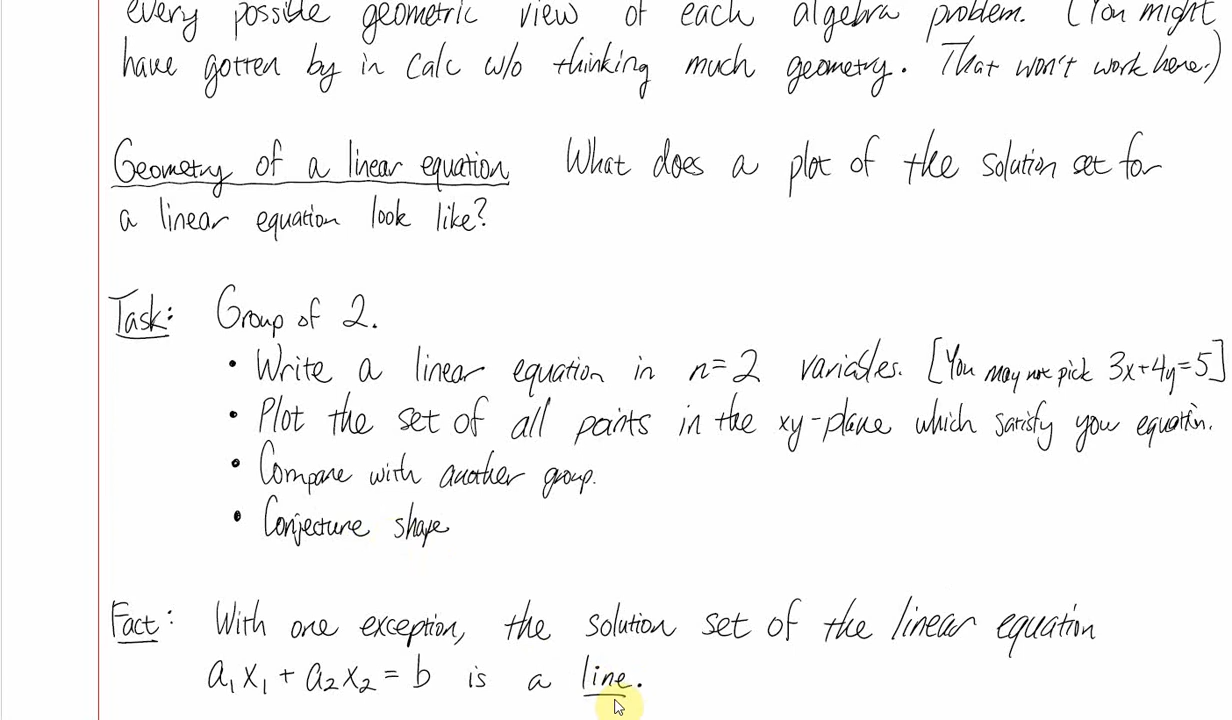 every possible geometric view of each algebra problem. (You might
have gotten by in Calc w/o thinking much geometry. That won't work here.)
Geometry of a linear equation What does a plot of the solution set for
a linear equation look like?
Task: Group of 2.
• Write a linear equation in n=2 variables. [You may not pick 3x+4y=5]
• Plot the set of all points in the xy-plane which satisfy you equation.
• Compare with another group.
• Conjecture shape
Fact: With one exception, the solution set of the linear equation
a₁x₁ + a₂x₂ = b is a line.